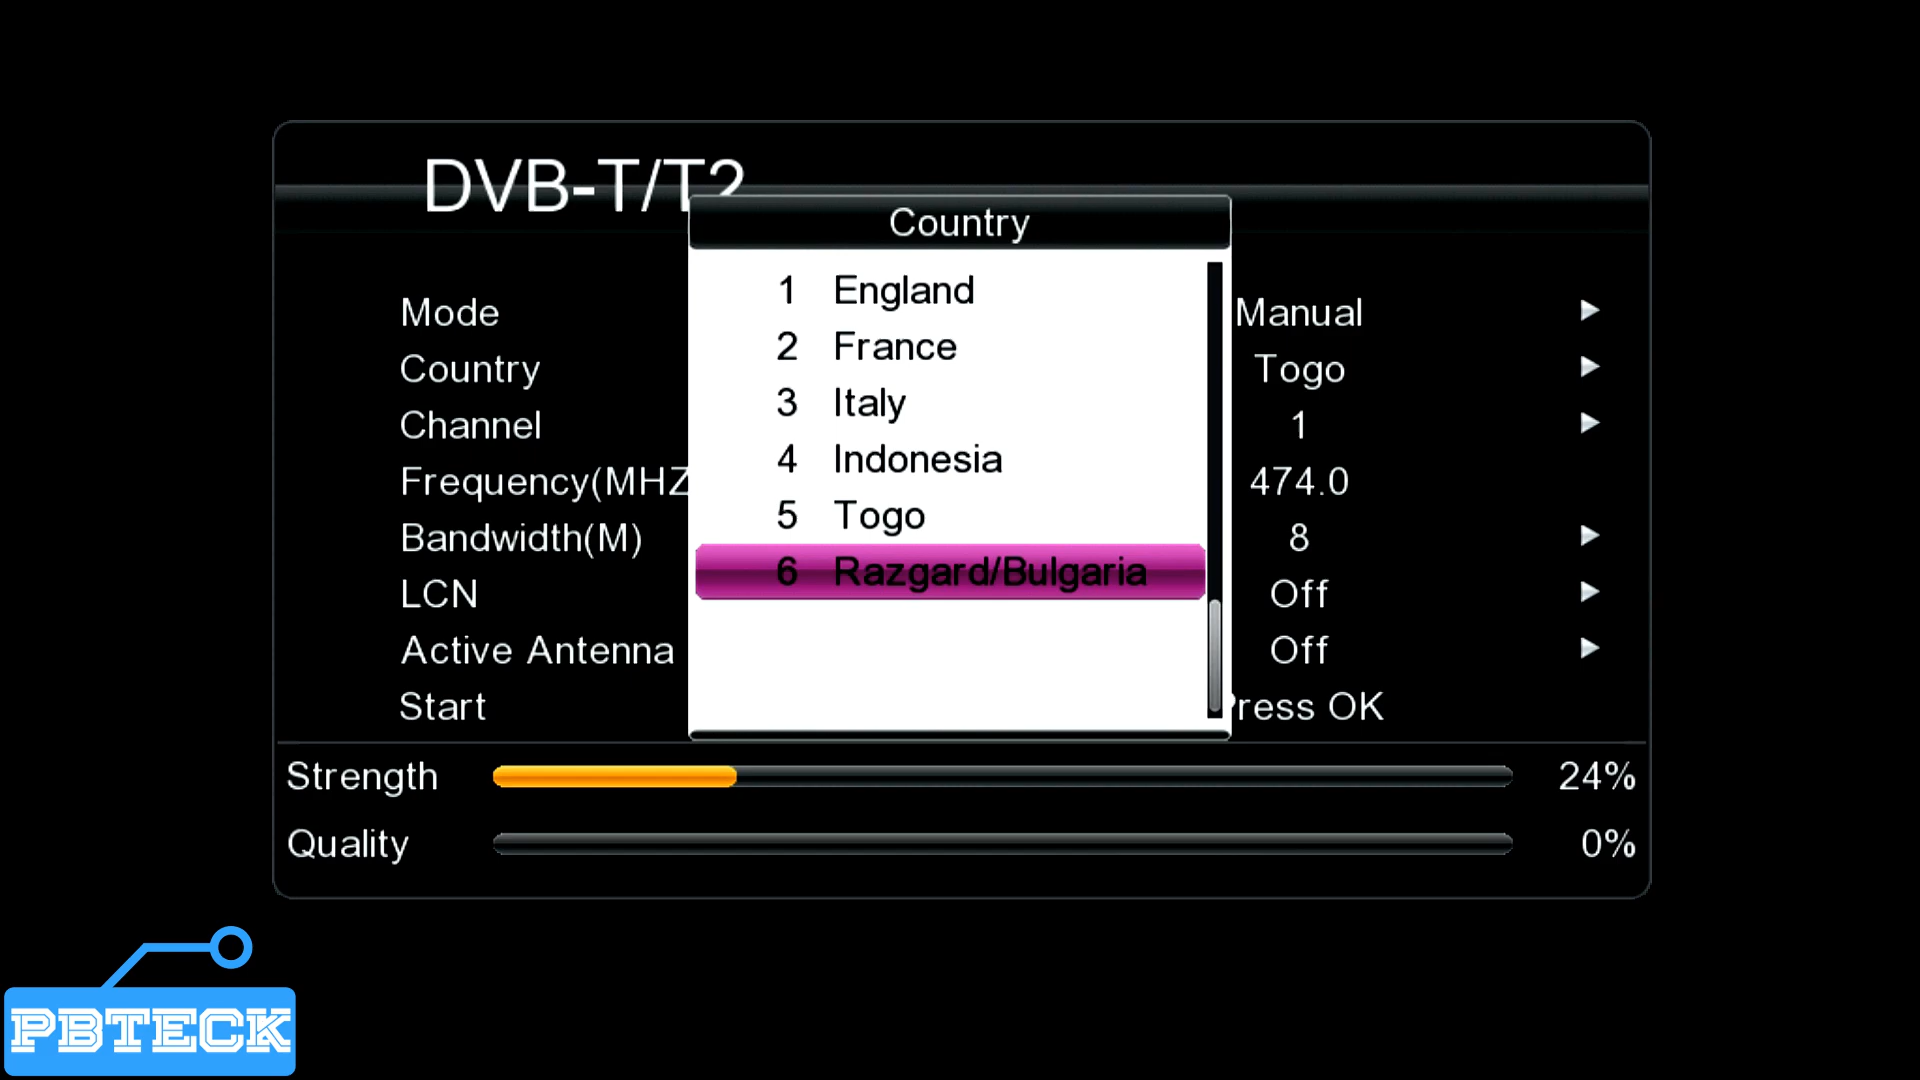 DVB-T/T2
Country
1 England
2 France
3 Italy
4 Indonesia
5 Togo
6 Razgard/Bulgaria
Mode Manual
Country Togo
Channel 1
Frequency(MHZ 474.0
Bandwidth(M) 8
LCN Off
Active Antenna Off
Start Press OK
Strength 24%
Quality 0%
PBTECK